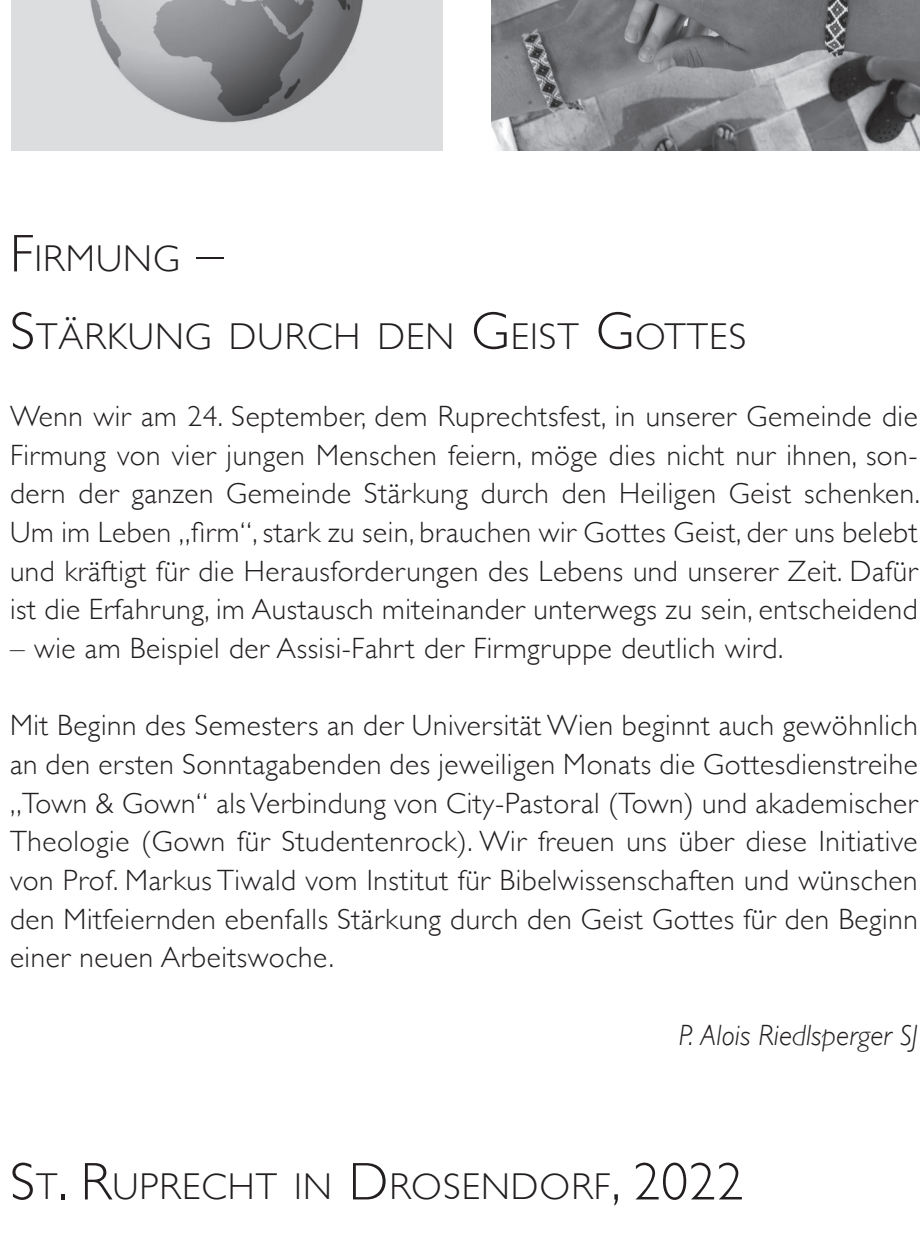 Firmung –
Stärkung durch den Geist Gottes
Wenn wir am 24. September, dem Ruprechtsfest, in unserer Gemeinde die
Firmung von vier jungen Menschen feiern, möge dies nicht nur ihnen, son-
dern der ganzen Gemeinde Stärkung durch den Heiligen Geist schenken.
Um im Leben „firm“, stark zu sein, brauchen wir Gottes Geist, der uns belebt
und kräftigt für die Herausforderungen des Lebens und unserer Zeit. Dafür
ist die Erfahrung, im Austausch miteinander unterwegs zu sein, entscheidend
– wie am Beispiel der Assisi-Fahrt der Firmgruppe deutlich wird.
Mit Beginn des Semesters an der Universität Wien beginnt auch gewöhnlich
an den ersten Sonntagabenden des jeweiligen Monats die Gottesdienstreihe
„Town & Gown“ als Verbindung von City-Pastoral (Town) und akademischer
Theologie (Gown für Studentenrock). Wir freuen uns über diese Initiative
von Prof. Markus Tiwald vom Institut für Bibelwissenschaften und wünschen
den Mitfeiernden ebenfalls Stärkung durch den Geist Gottes für den Beginn
einer neuen Arbeitswoche.
P. Alois Riedlsperger SJ
St. Ruprecht in Drosendorf, 2022